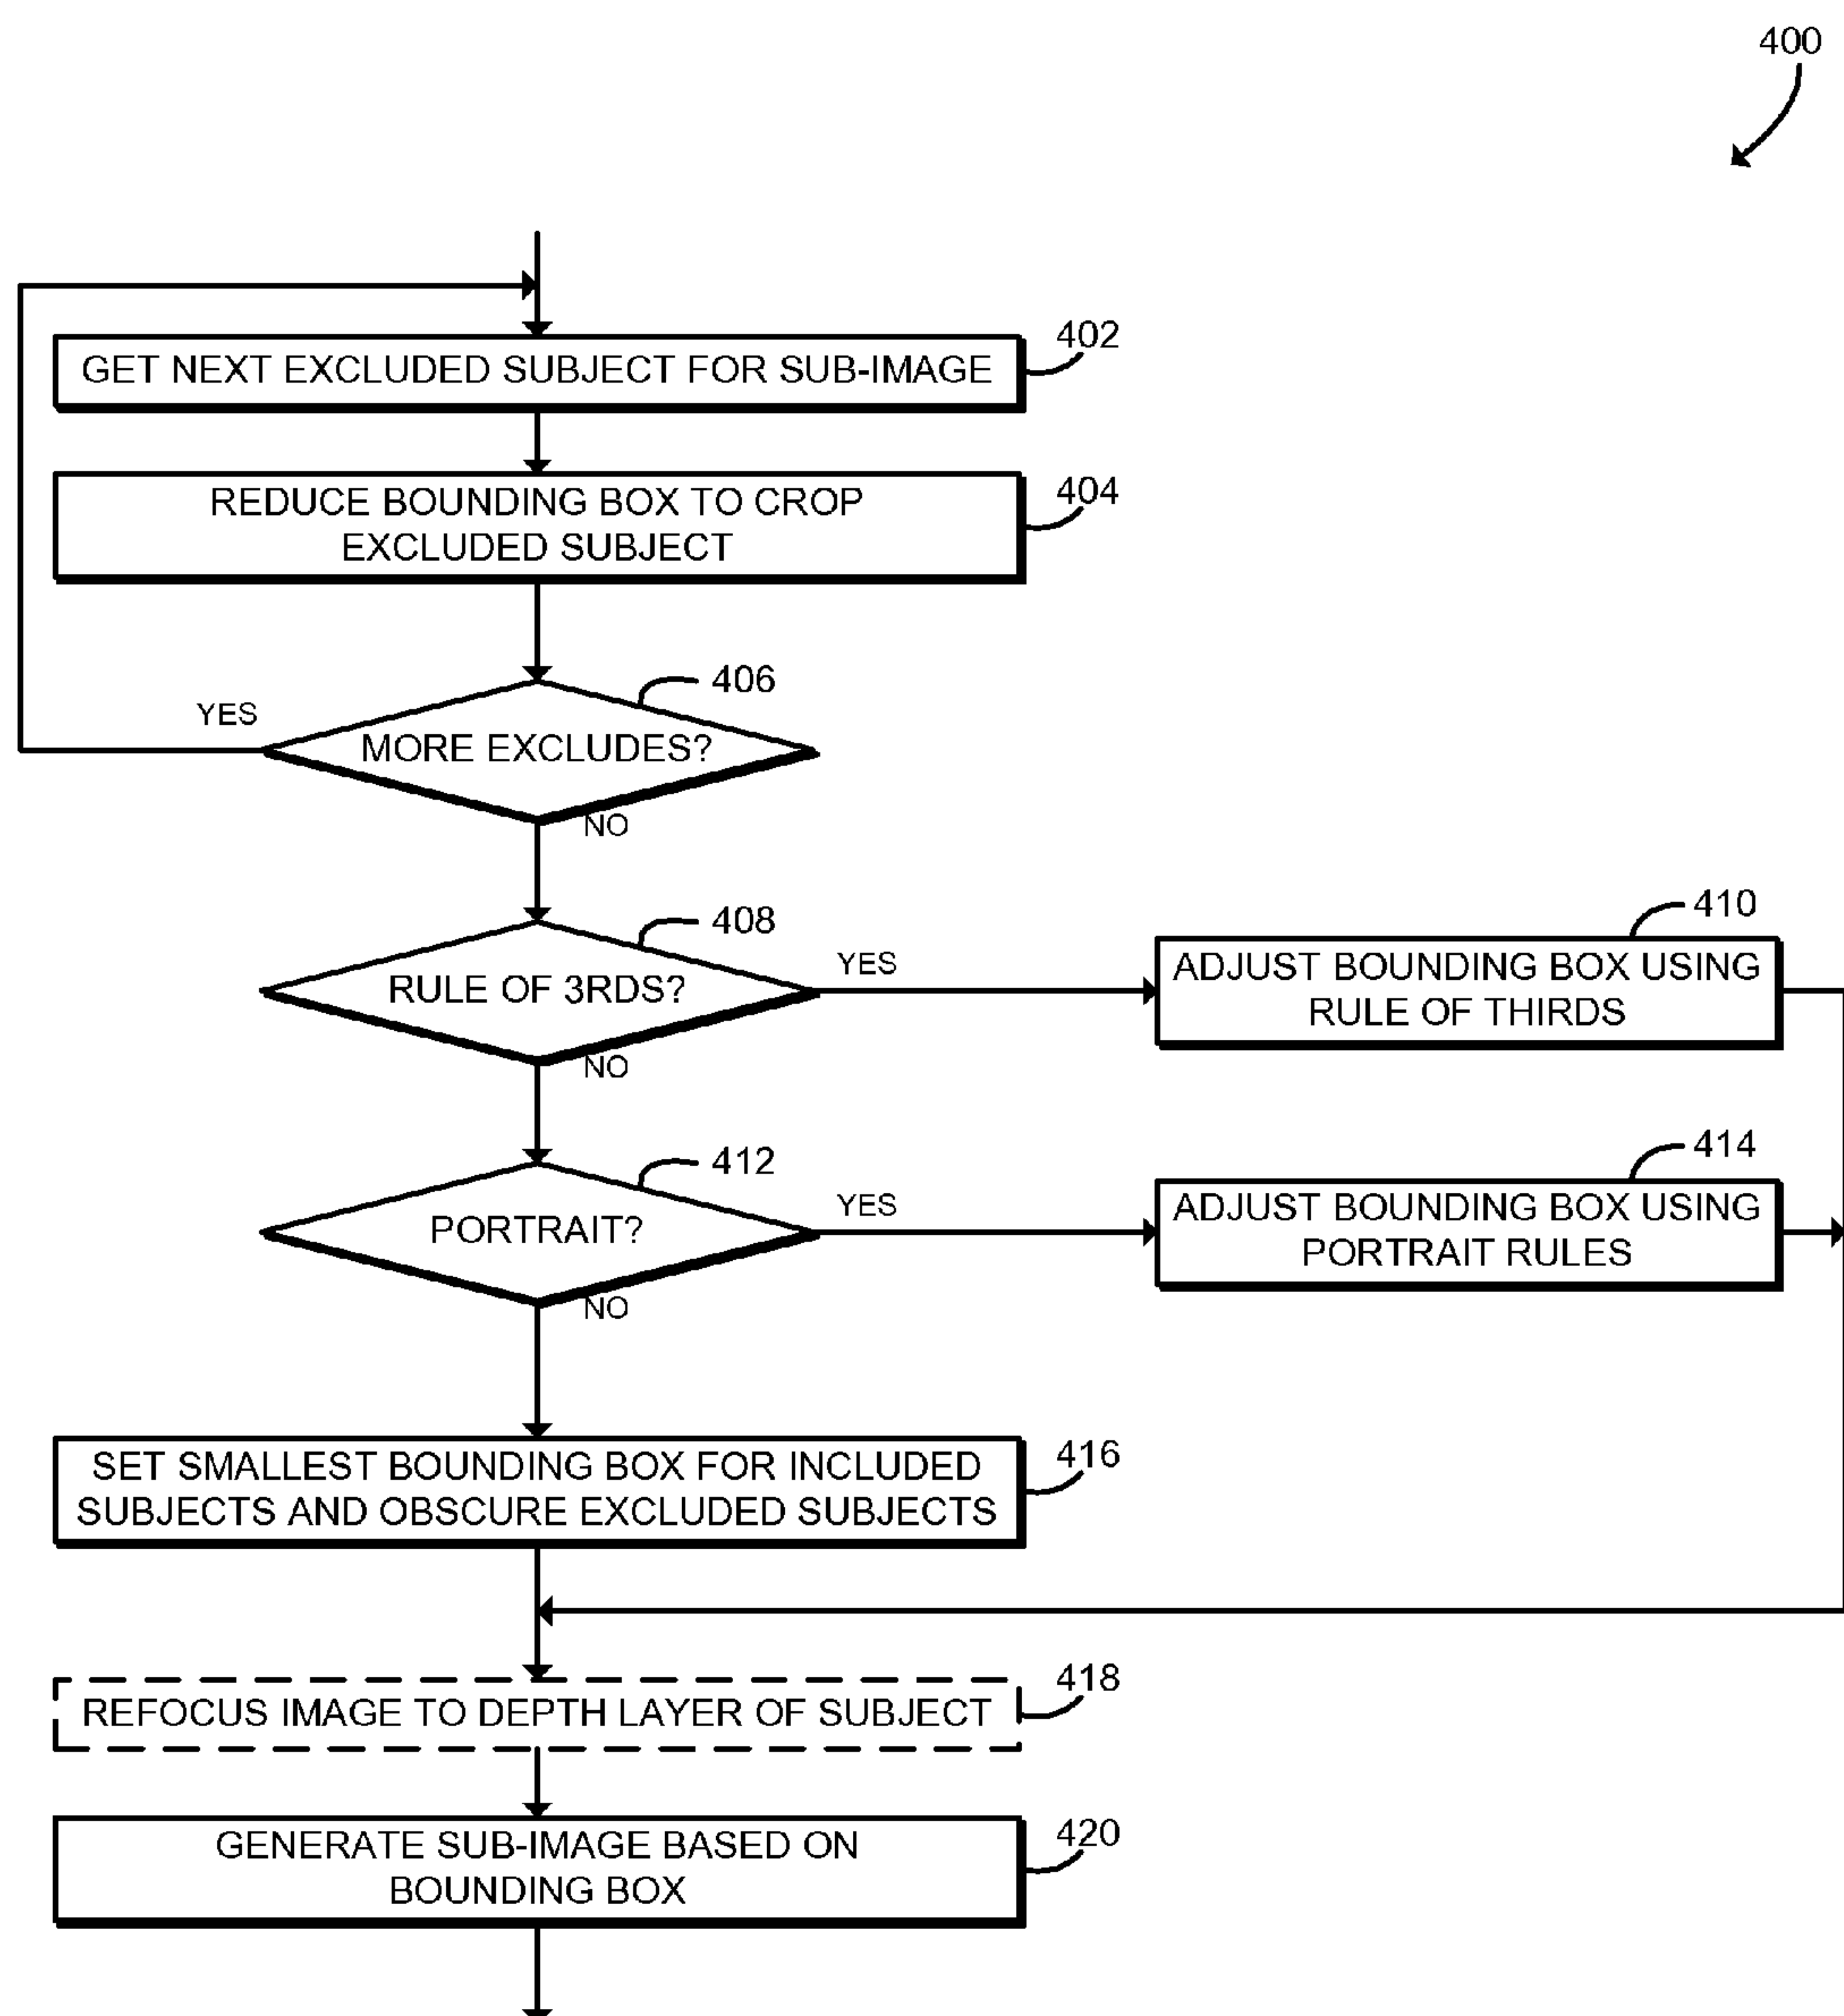 400
GET NEXT EXCLUDED SUBJECT FOR SUB-IMAGE
402
REDUCE BOUNDING BOX TO CROP
EXCLUDED SUBJECT
404
406
YES
MORE EXCLUDES?
NO
408
RULE OF 3RDS?
YES
NO
410
ADJUST BOUNDING BOX USING
RULE OF THIRDS
412
PORTRAIT?
YES
NO
414
ADJUST BOUNDING BOX USING
PORTRAIT RULES
SET SMALLEST BOUNDING BOX FOR INCLUDED
SUBJECTS AND OBSCURE EXCLUDED SUBJECTS
416
REFOCUS IMAGE TO DEPTH LAYER OF SUBJECT
418
GENERATE SUB-IMAGE BASED ON
BOUNDING BOX
420